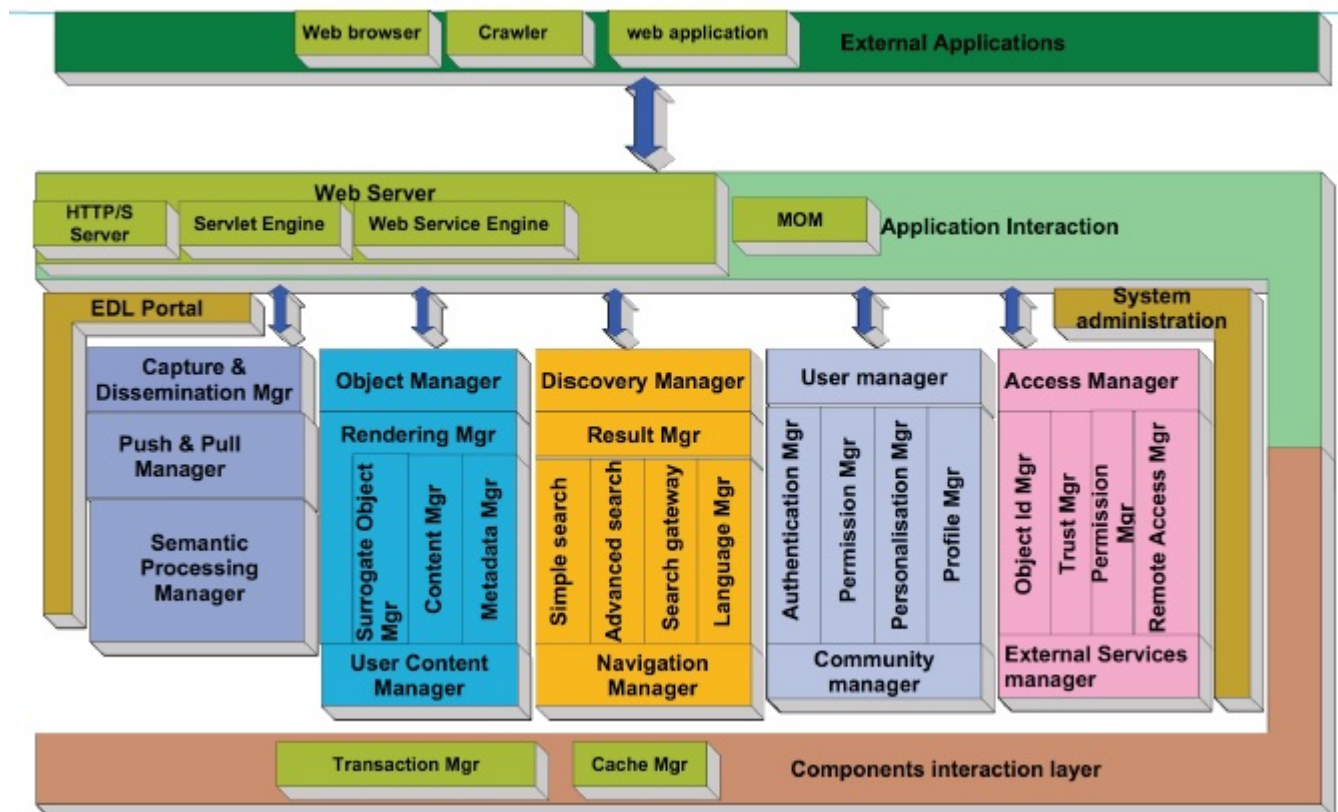 Web browser
Crawler
web application
External Applications
Web Server
HTTP/S
Server
Servlet Engine
Web Service Engine
MOM
Application Interaction
EDL Portal
System
administration
Capture &
Dissemination Mgr
Push & Pull
Manager
Semantic
Processing
Manager
Object Manager
Rendering Mgr
Surrogate Object
Mgr
Content Mgr
Metadata Mgr
User Content
Manager
Discovery Manager
Result Mgr
Simple search
Advanced search
Search gateway
Language Mgr
Navigation
Manager
User manager
Authentication Mgr
Permission Mgr
Personalisation Mgr
Profile Mgr
Community
manager
Access Manager
Object Id Mgr
Trust Mgr
Permission
Mgr
Remote Access Mgr
External Services
manager
Transaction Mgr
Cache Mgr
Components interaction layer